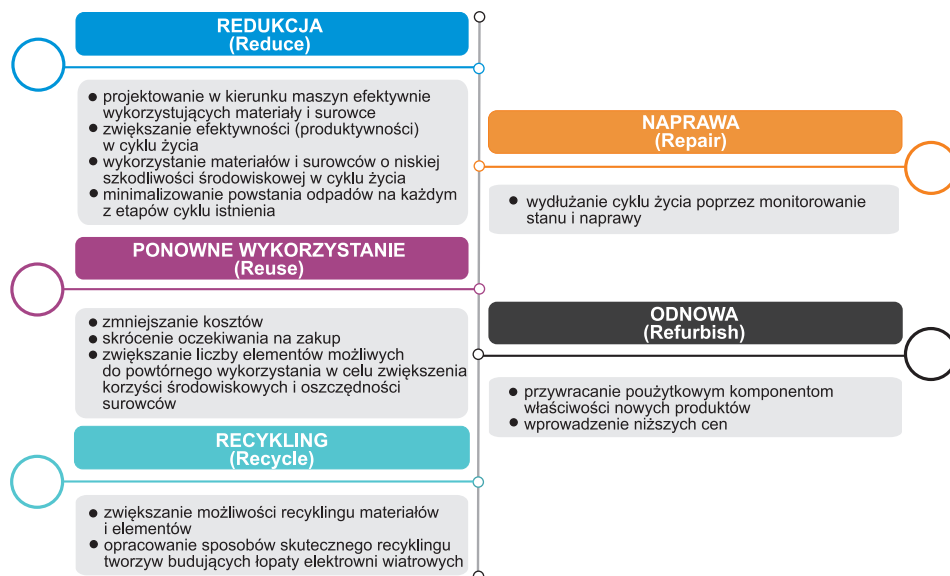 REDUKCJA
(Reduce)
● projektowanie w kierunku maszyn efektywnie
wykorzystujących materiały i surowce
● zwiększanie efektywności (produktywności)
w cyklu życia
● wykorzystanie materiałów i surowców o niskiej
szkodliwości środowiskowej w cyklu życia
● minimalizowanie powstania odpadów na każdym
z etapów cyklu istnienia
NAPRAWA
(Repair)
● wydłużanie cyklu życia poprzez monitorowanie
stanu i naprawy
PONOWNE WYKORZYSTANIE
(Reuse)
● zmniejszanie kosztów
● skrócenie oczekiwania na zakup
● zwiększanie liczby elementów możliwych
do powtórnego wykorzystania w celu zwiększenia
korzyści środowiskowych i oszczędności
surowców
ODNOWA
(Refurbish)
● przywracanie poużytkowym komponentom
właściwości nowych produktów
● wprowadzenie niższych cen
RECYKLING
(Recycle)
● zwiększanie możliwości recyklingu materiałów
i elementów
● opracowanie sposobów skutecznego recyklingu
tworzyw budujących łopaty elektrowni wiatrowych